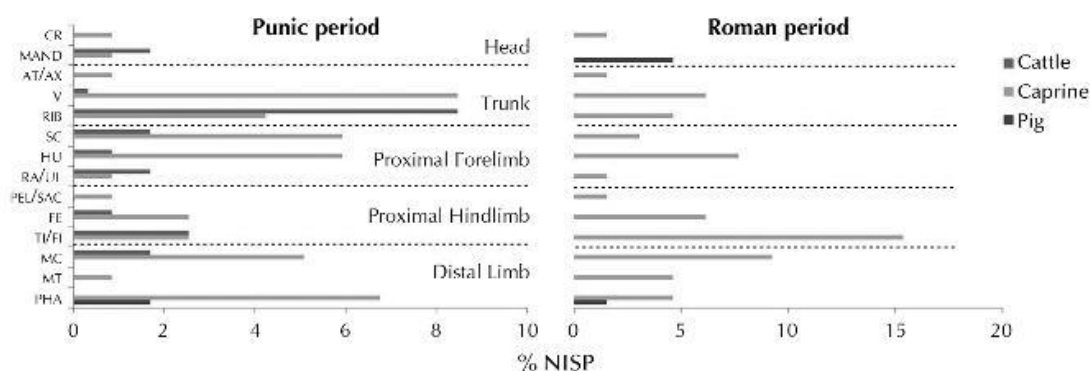 Punic period
Roman period
CR
MAND
AT/AX
V
RIB
SC
HU
RA/UL
PEL/SAC
FE
TI/FI
MC
MT
PHA
Head
Trunk
Proximal Forelimb
Proximal Hindlimb
Distal Limb
Cattle
Caprine
Pig
0 2 4 6 8 10
0 5 10 15 20
% NISP